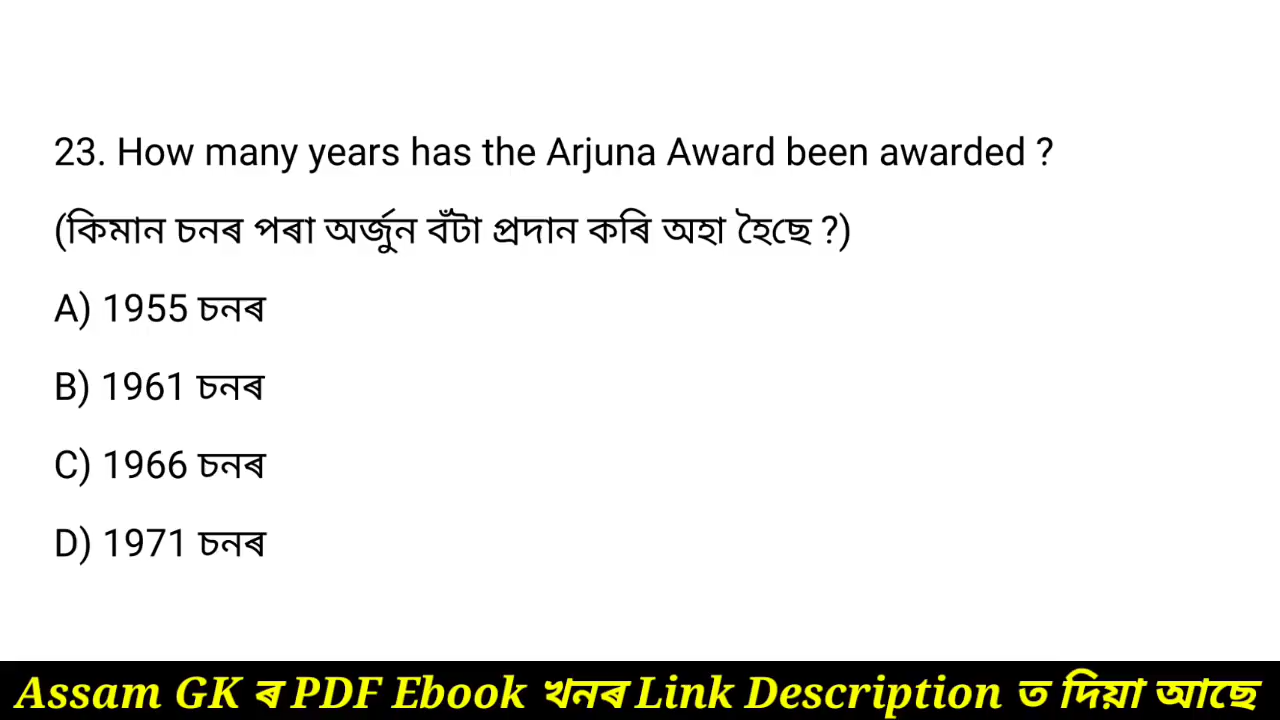 23. How many years has the Arjuna Award been awarded ?
(কিমান চনৰ পৰা অৰ্জুন বঁটা প্ৰদান কৰি অহা হৈছে ?)
A) 1955 চনৰ
B) 1961 চনৰ
C) 1966 চনৰ
D) 1971 চনৰ
Assam GK ৰ PDF Ebook খনৰ Link Description ত দিয়া আছে